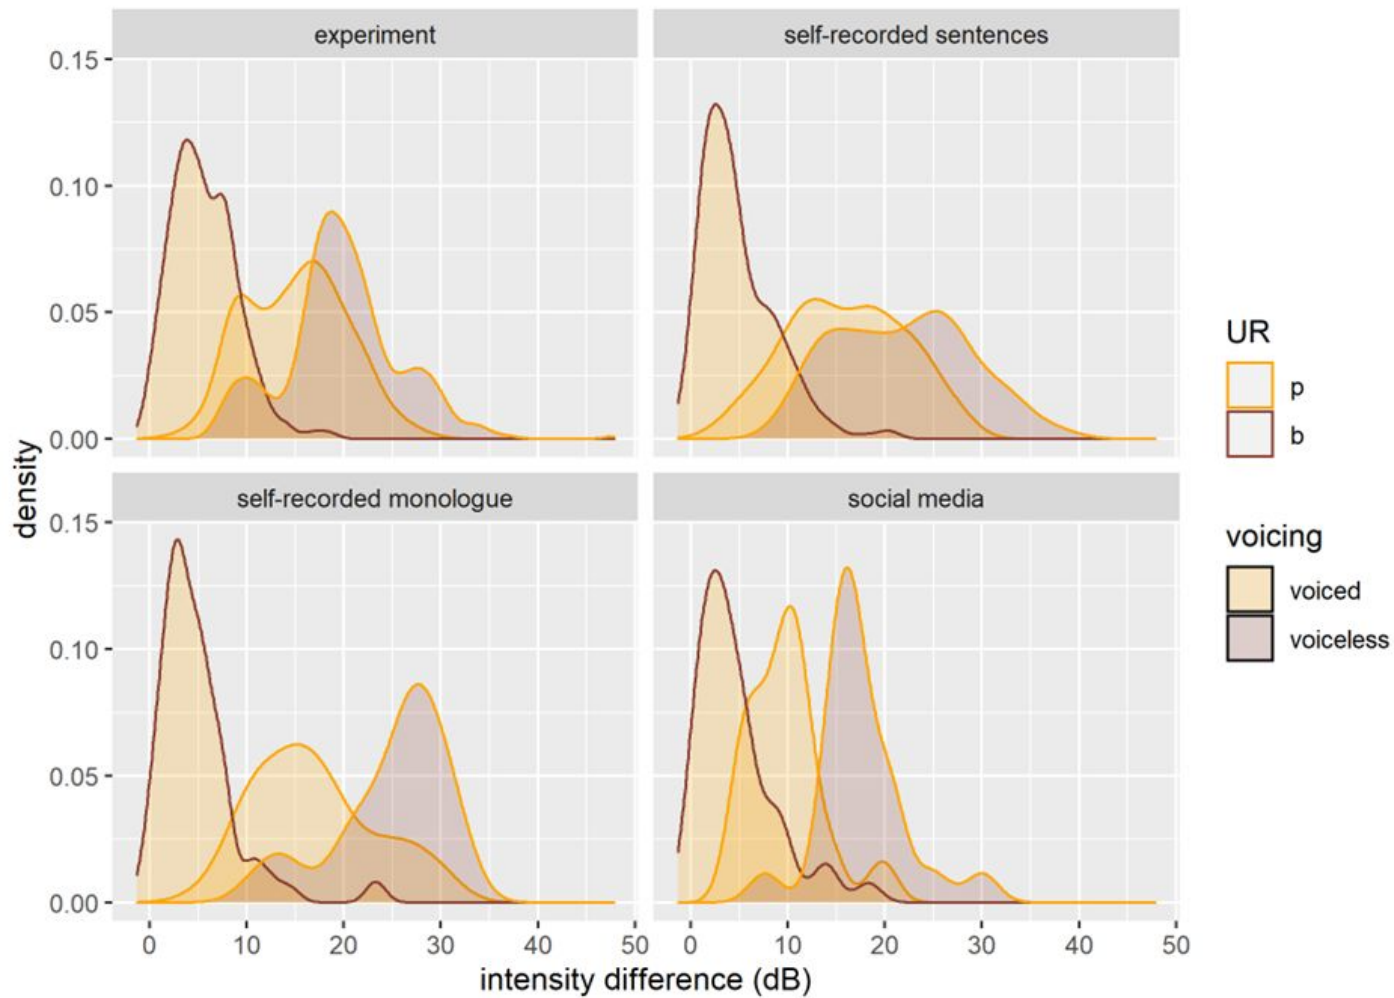 experiment
self-recorded sentences
0.15
0.10
0.05
0.00
density
self-recorded monologue
social media
0.15
0.10
0.05
0.00
0 10 20 30 40 50
0 10 20 30 40 50
intensity difference (dB)
UR
p
b
voicing
voiced
voiceless